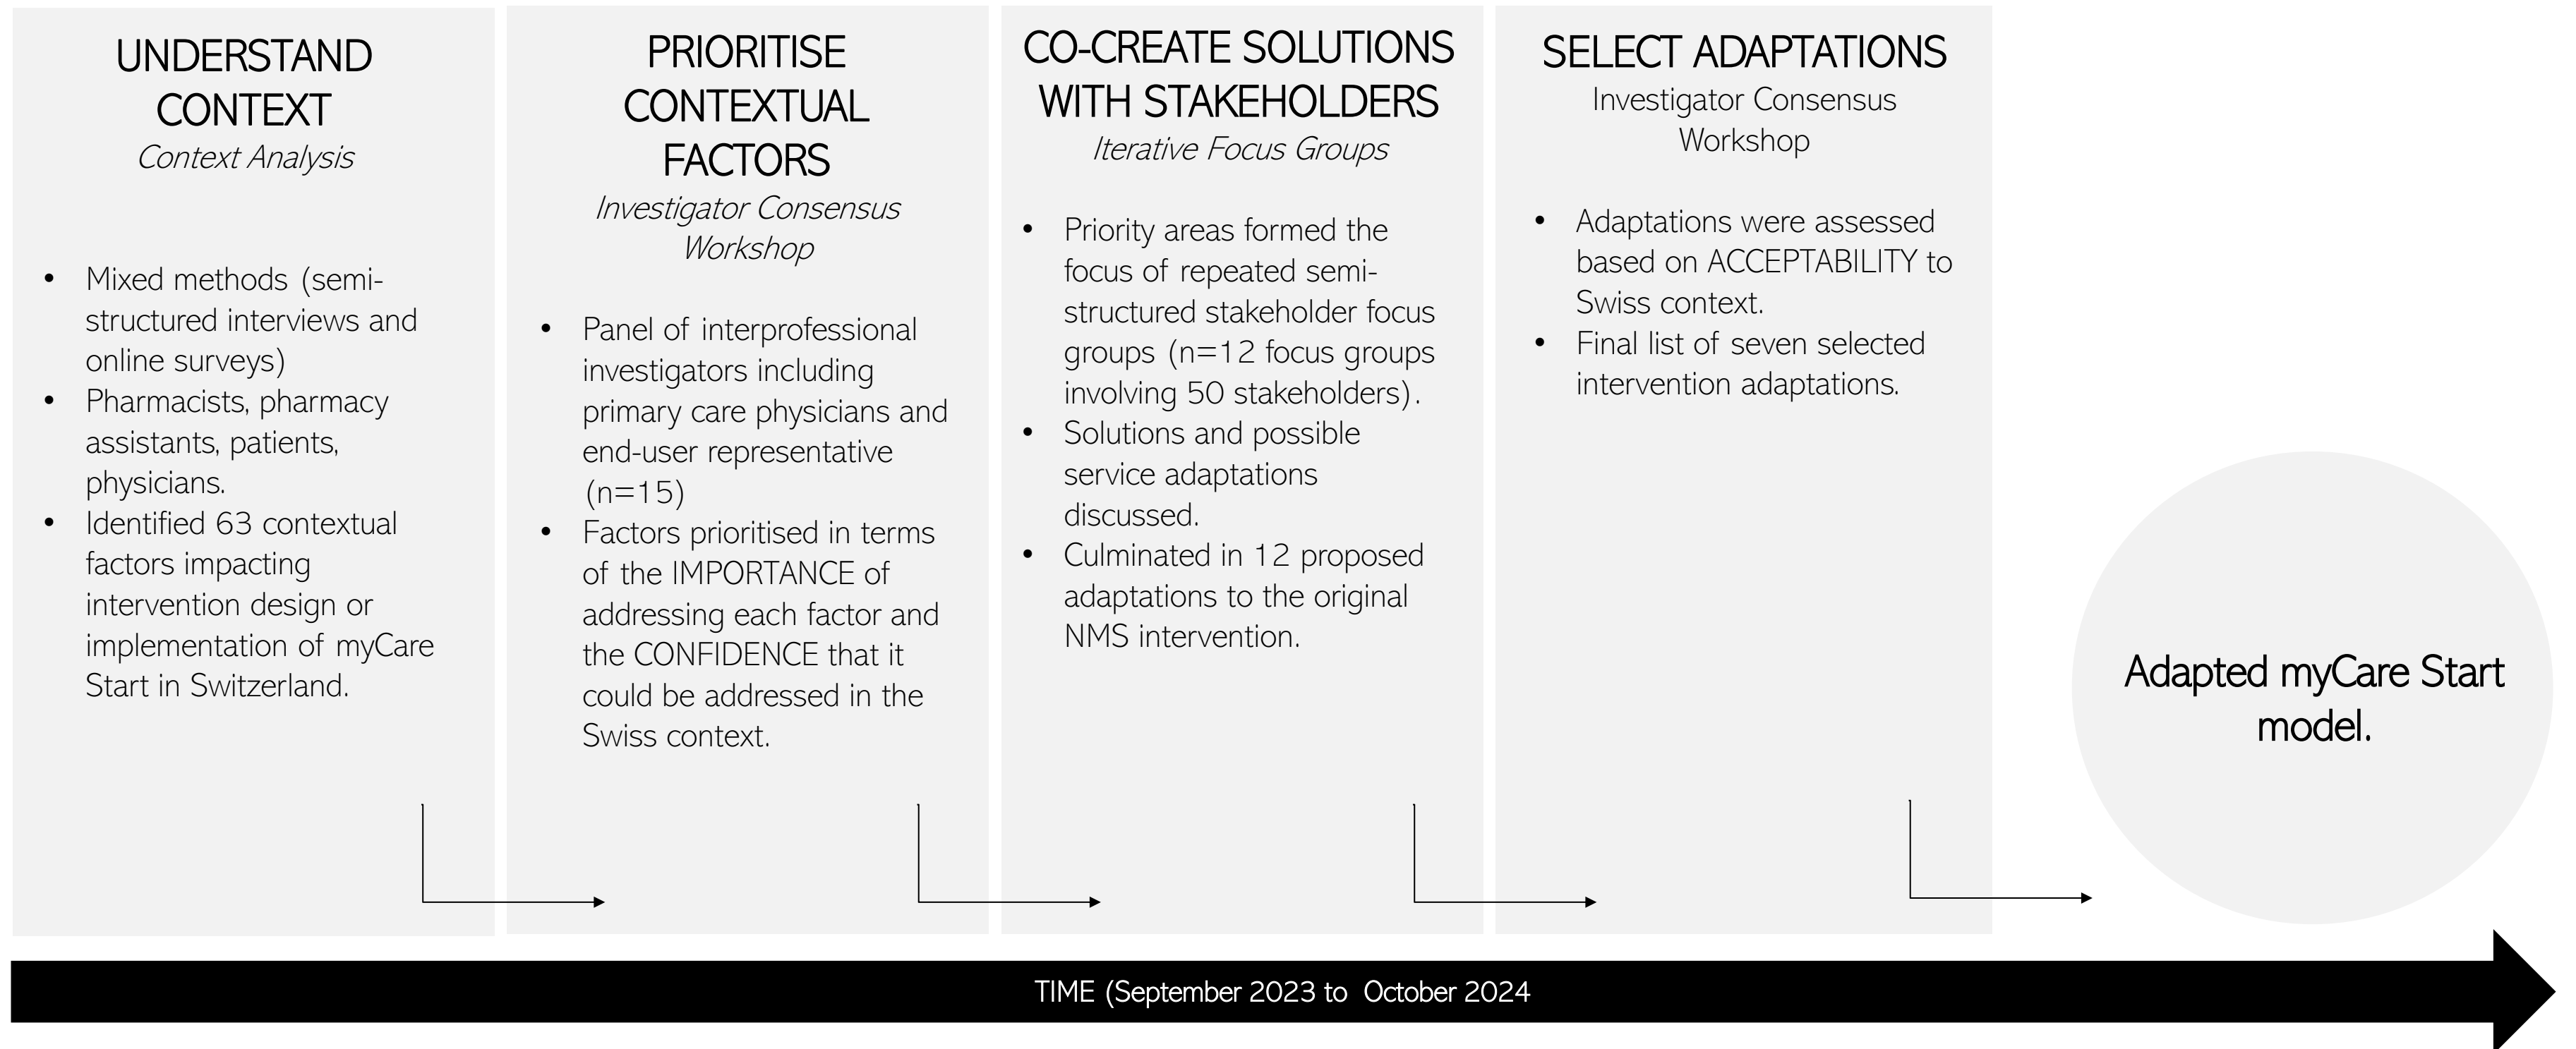 UNDERSTAND
CONTEXT
Context Analysis
• Mixed methods (semi-
structured interviews and
online surveys)
• Pharmacists, pharmacy
assistants, patients,
physicians.
• Identified 63 contextual
factors impacting
intervention design or
implementation of myCare
Start in Switzerland.
PRIORITISE
CONTEXTUAL
FACTORS
Investigator Consensus
Workshop
• Panel of interprofessional
investigators including
primary care physicians and
end-user representative
(n=15)
• Factors prioritised in terms
of the IMPORTANCE of
addressing each factor and
the CONFIDENCE that it
could be addressed in the
Swiss context.
CO-CREATE SOLUTIONS
WITH STAKEHOLDERS
Iterative Focus Groups
• Priority areas formed the
focus of repeated semi-
structured stakeholder focus
groups (n=12 focus groups
involving 50 stakeholders).
• Solutions and possible
service adaptations
discussed.
• Culminated in 12 proposed
adaptations to the original
NMS intervention.
SELECT ADAPTATIONS
Investigator Consensus
Workshop
• Adaptations were assessed
based on ACCEPTABILITY to
Swiss context.
• Final list of seven selected
intervention adaptations.
Adapted myCare Start
model.
TIME (September 2023 to October 2024